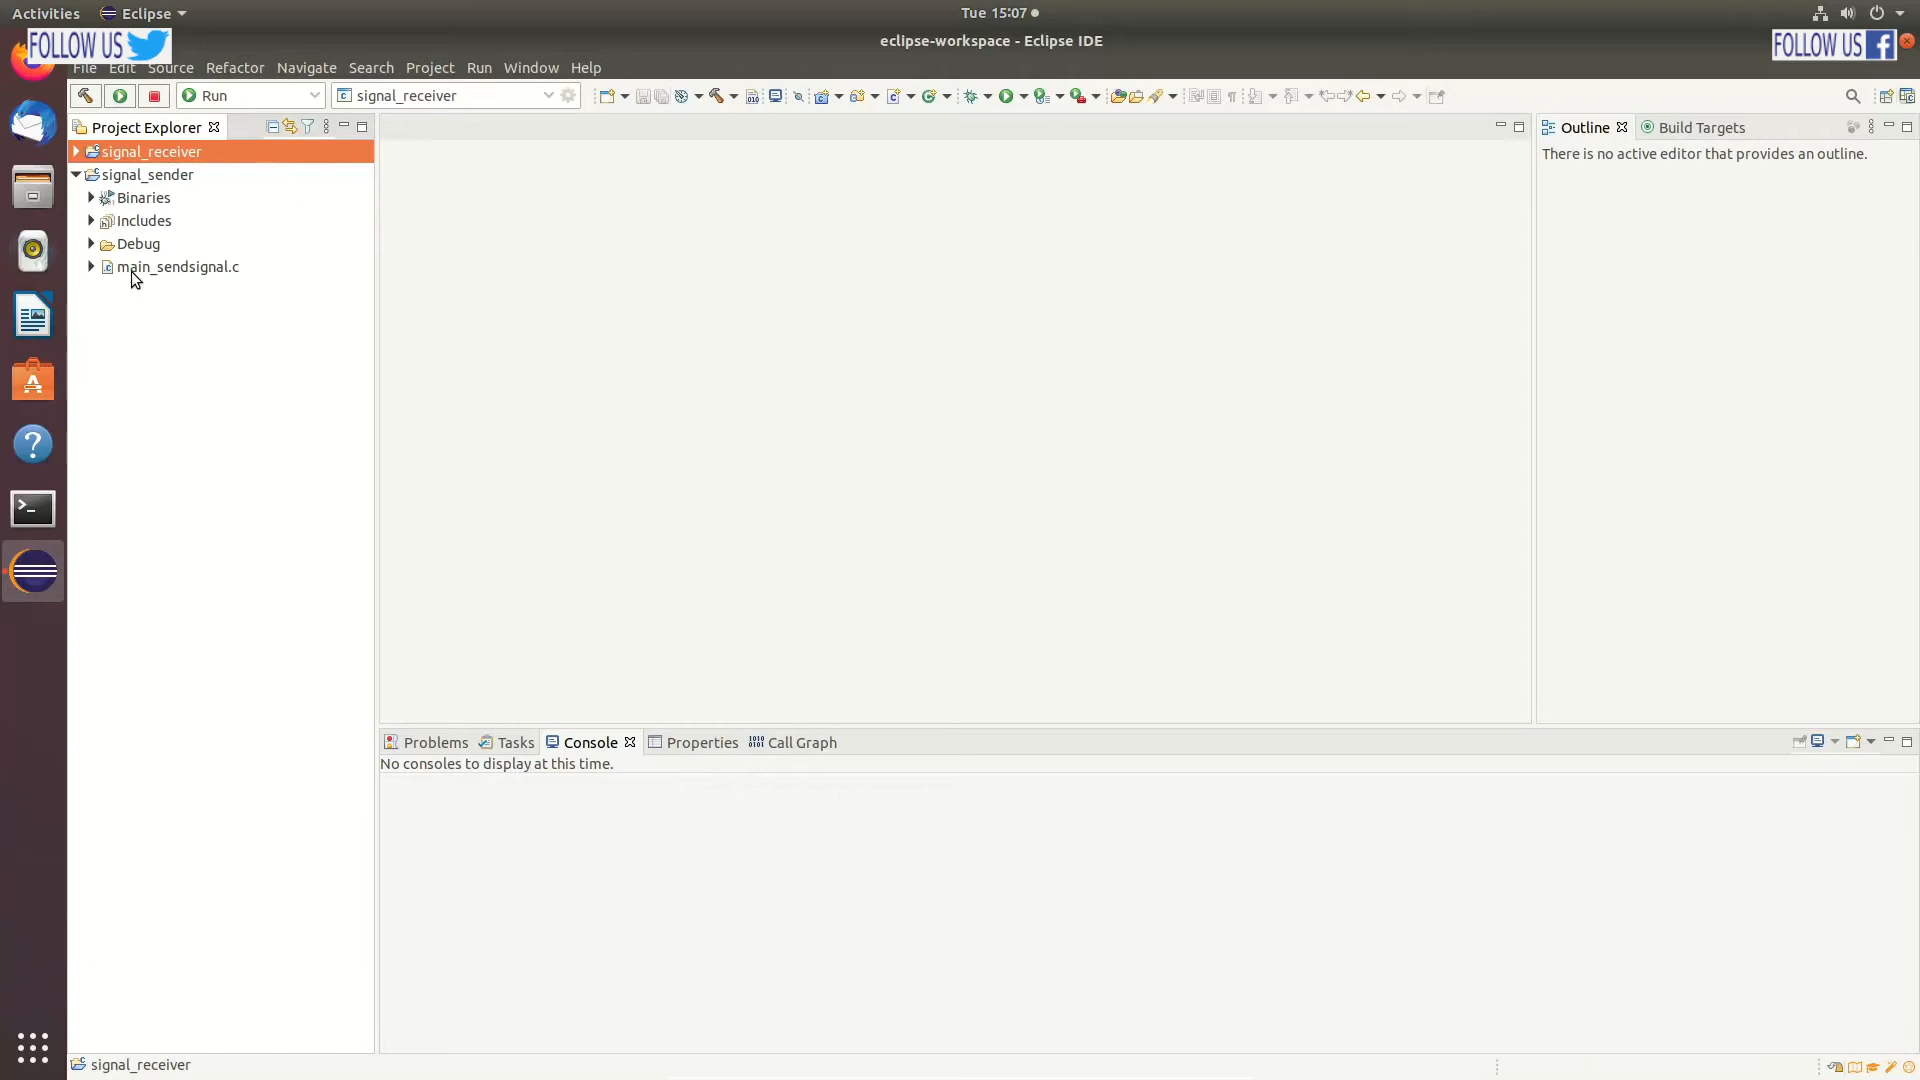 Activities Eclipse Tue 15:07
FOLLOW US
eclipse-workspace - Eclipse IDE
FOLLOW US
File Edit Source Refactor Navigate Search Project Run Window Help
Run signal_receiver
Project Explorer
Outline Build Targets
signal_receiver
There is no active editor that provides an outline.
signal_sender
Binaries
Includes
Debug
main_sendsignal.c
Problems Tasks Console Properties Call Graph
No consoles to display at this time.
signal_receiver